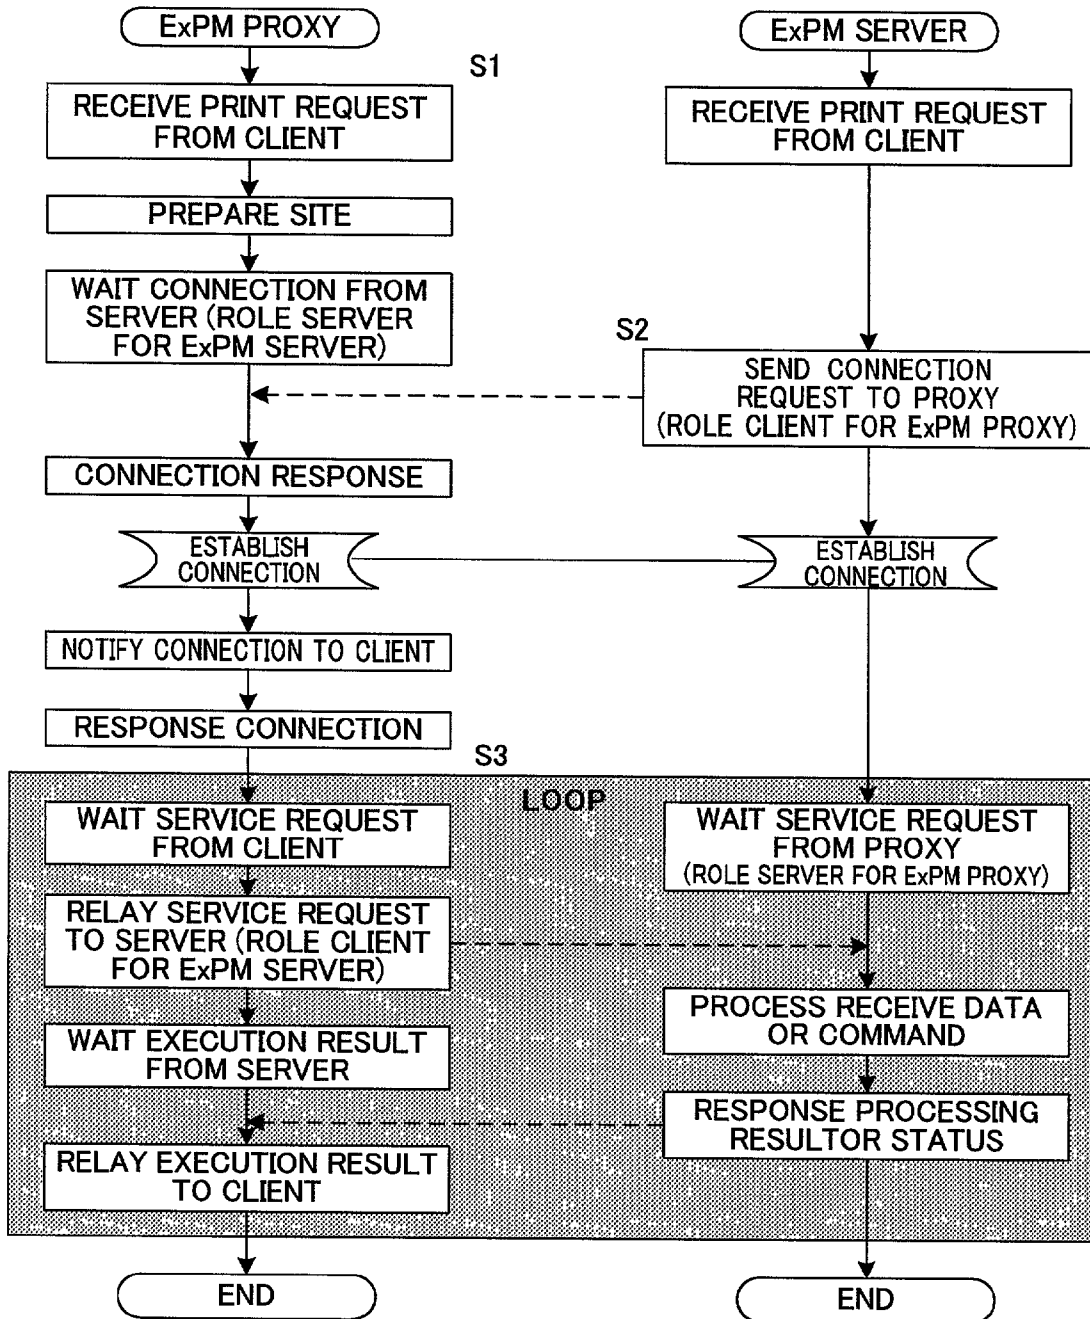 ExPM PROXY
S1
RECEIVE PRINT REQUEST
FROM CLIENT
PREPARE SITE
WAIT CONNECTION FROM
SERVER (ROLE SERVER
FOR ExPM SERVER)
CONNECTION RESPONSE
ESTABLISH
CONNECTION
NOTIFY CONNECTION TO CLIENT
RESPONSE CONNECTION
ExPM SERVER
RECEIVE PRINT REQUEST
FROM CLIENT
S2
SEND CONNECTION
REQUEST TO PROXY
(ROLE CLIENT FOR ExPM PROXY)
ESTABLISH
CONNECTION
S3
LOOP
WAIT SERVICE REQUEST
FROM CLIENT
RELAY SERVICE REQUEST
TO SERVER (ROLE CLIENT
FOR ExPM SERVER)
WAIT EXECUTION RESULT
FROM SERVER
RELAY EXECUTION RESULT
TO CLIENT
END
WAIT SERVICE REQUEST
FROM PROXY
(ROLE SERVER FOR ExPM PROXY)
PROCESS RECEIVE DATA
OR COMMAND
RESPONSE PROCESSING
RESULTOR STATUS
END